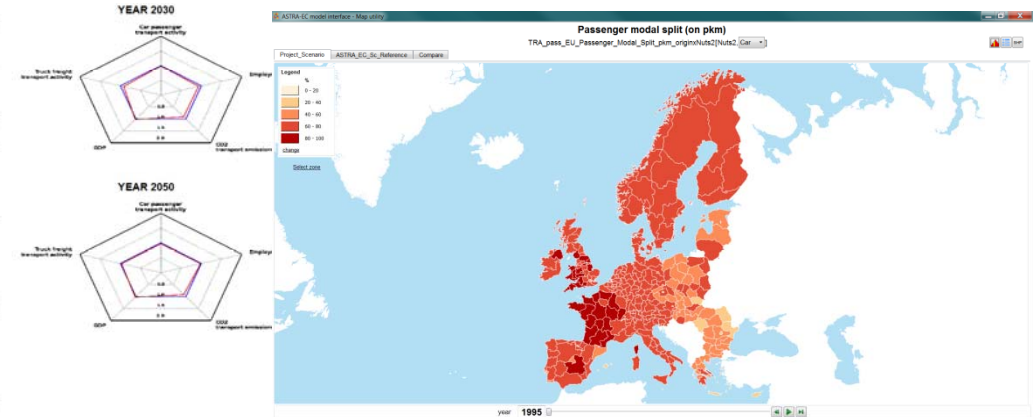 YEAR 2030
Car passenger
transport activity
Truck freight
transport activity
Employ
GDP
CO2
transport emission
YEAR 2050
Car passenger
transport activity
Truck freight
transport activity
Employ
GDP
CO2
transport emission
ASTRA-EC model interface - Map utility
Passenger modal split (on pkm)
TRA_pass_EU_Passenger_Modal_Split_pkm_originxNuts2[Nuts2, Car ]
Project_Scenario ASTRA_EC_Sc_Reference Compare
Legend
%
0 - 20
20 - 40
40 - 60
60 - 80
80 - 100
change
Select zone
year 1995